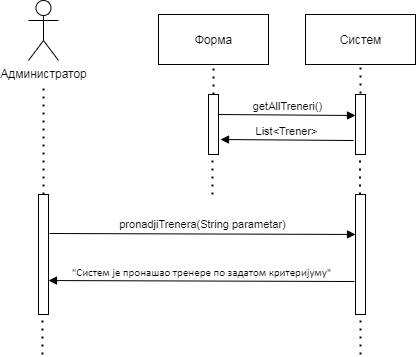 Форма
Систем
Администратор
getAllTreneri()
List<Trener>
pronadjiTrenera(String parametar)
"Систем је пронашао тренере по задатом критеријуму"